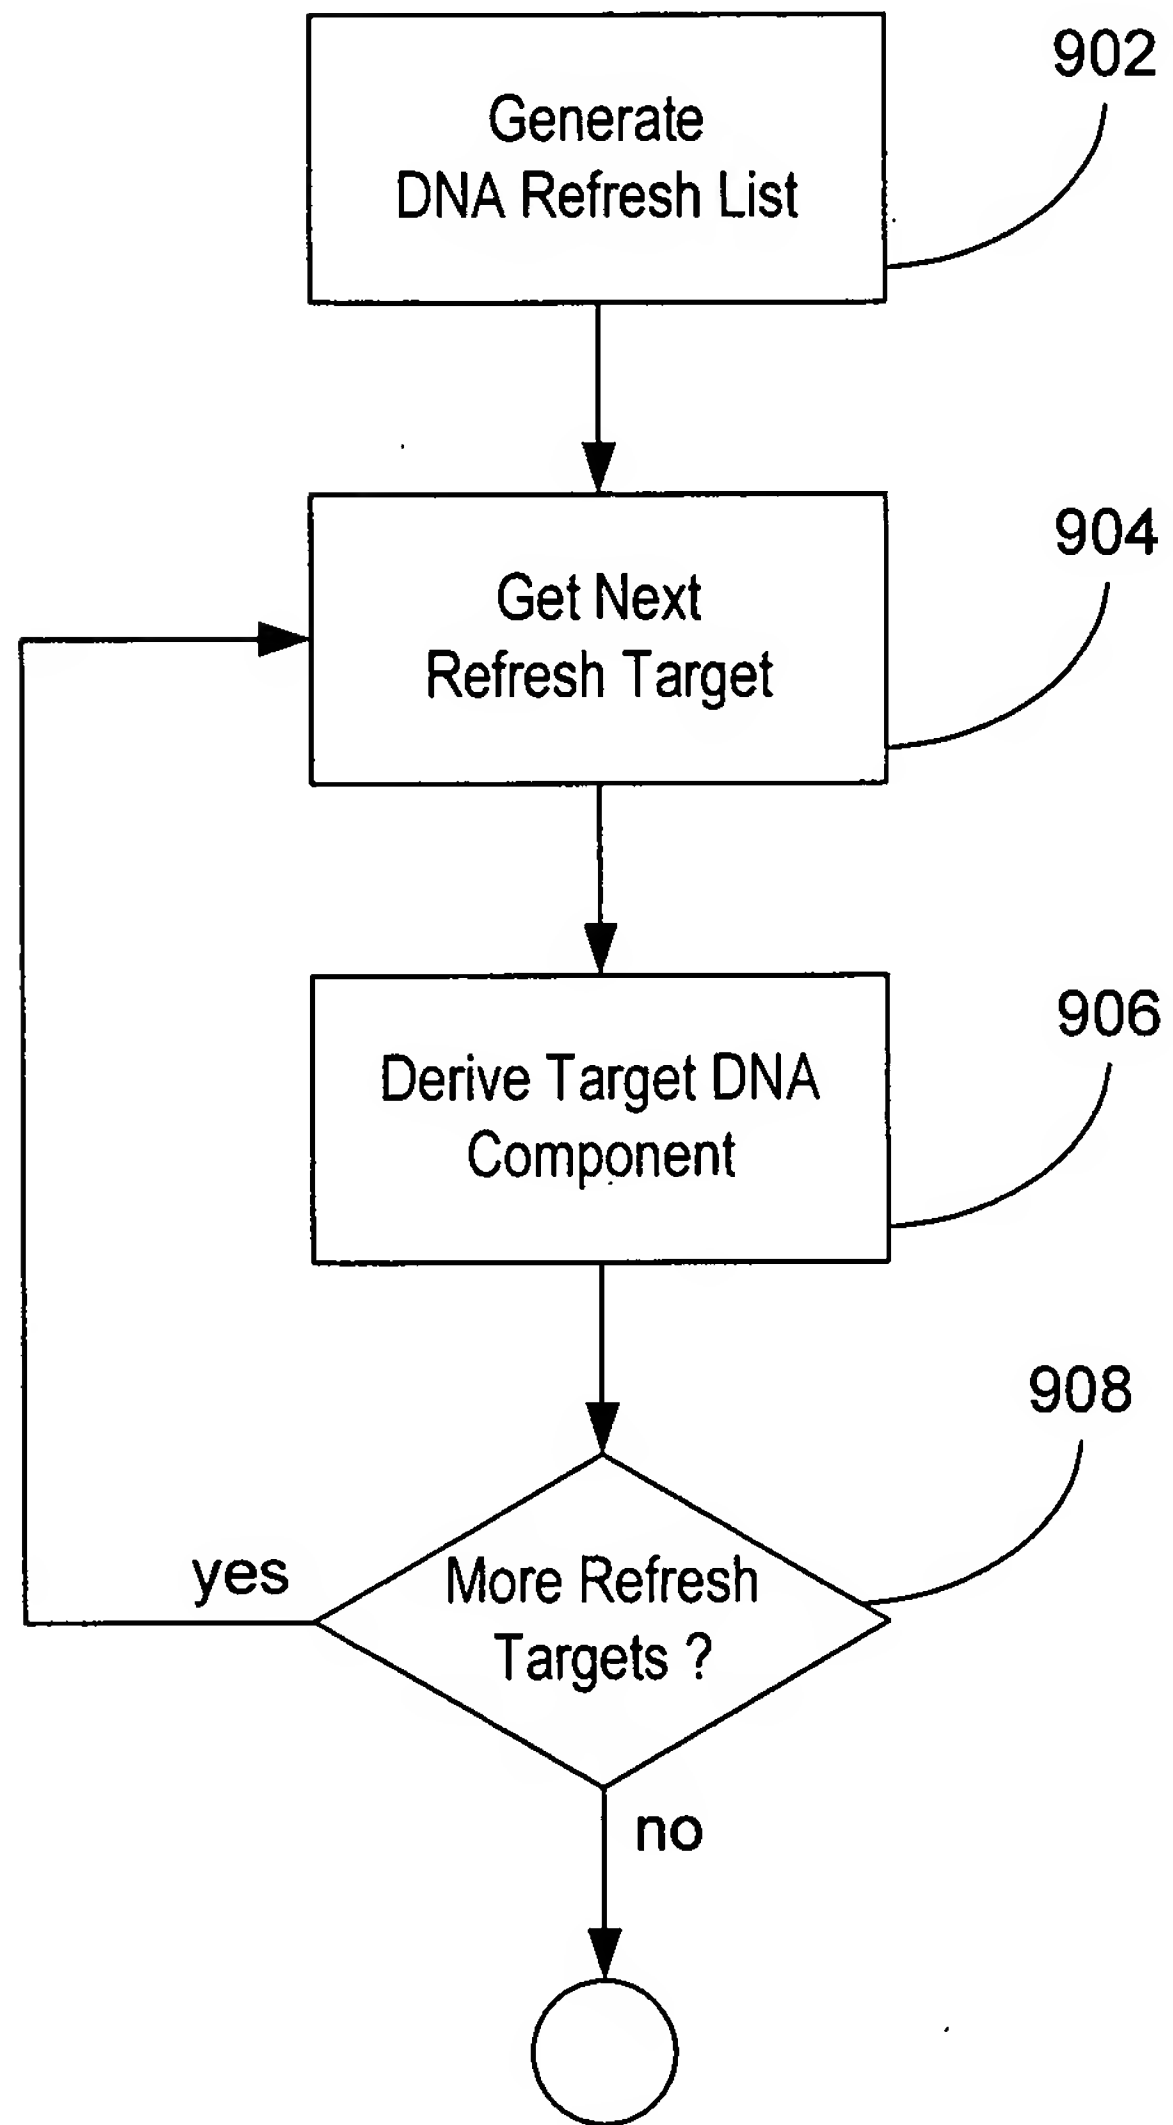 902
Generate
DNA Refresh List
904
Get Next
Refresh Target
906
Derive Target DNA
Component
908
yes
More Refresh
Targets ?
no